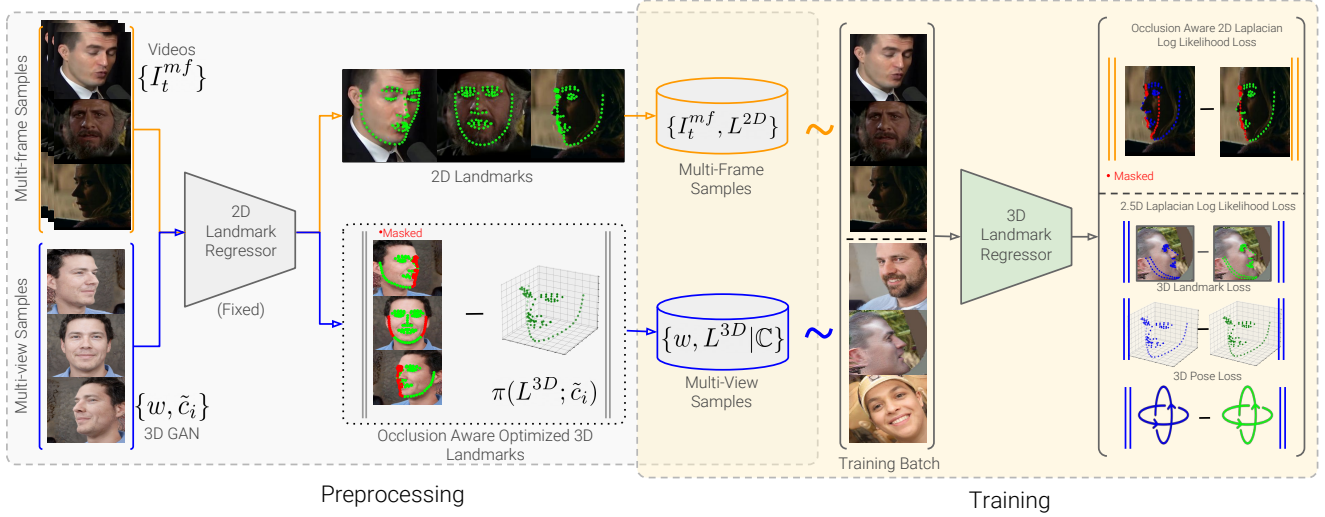 Multi-frame Samples
Videos
{I_t^{mf}}
Multi-view Samples
{w, c̃_i}
3D GAN
2D
Landmark
Regressor
(Fixed)
2D Landmarks
•Masked
−
π(L^{3D}; c̃_i)
Occlusion Aware Optimized 3D
Landmarks
Preprocessing
{I_t^{mf}, L^{2D}}
Multi-Frame
Samples
~
{w, L^{3D}|ℂ}
Multi-View
Samples
~
Training Batch
3D
Landmark
Regressor
Occlusion Aware 2D Laplacian
Log Likelihood Loss
−
• Masked
2.5D Laplacian Log Likelihood Loss
−
3D Landmark Loss
−
3D Pose Loss
−
Training